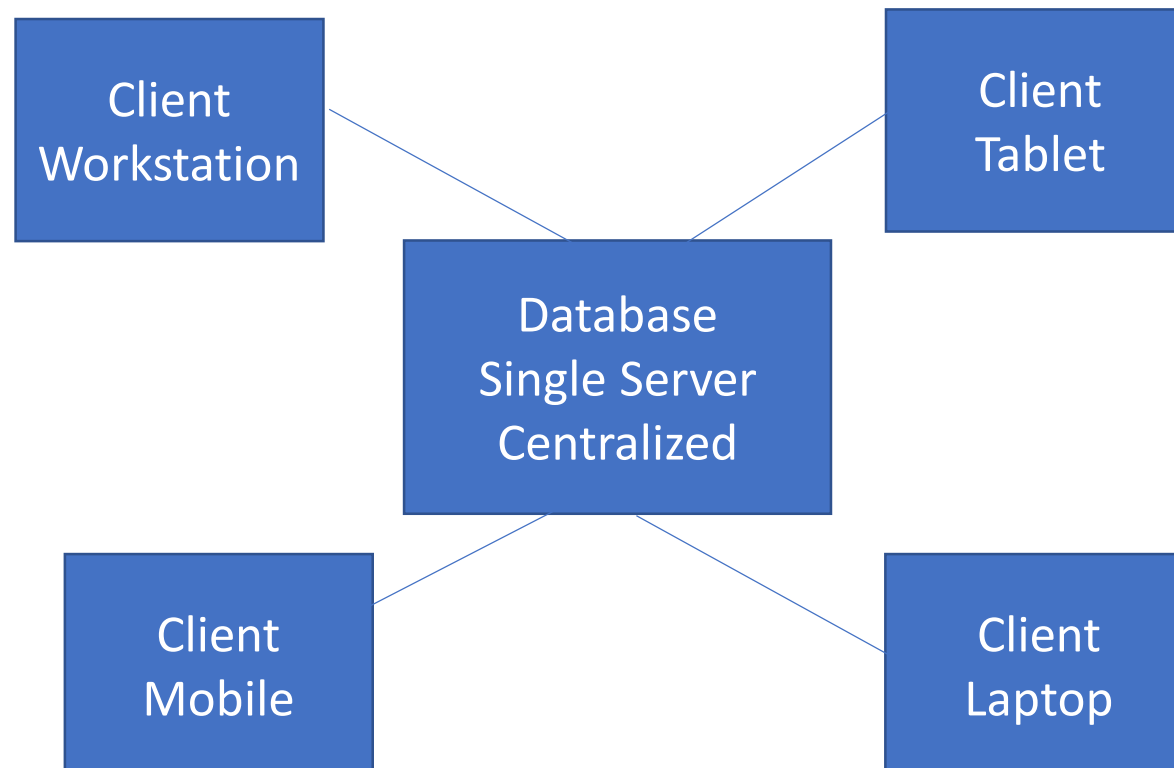 Client
Workstation
Client
Tablet
Database
Single Server
Centralized
Client
Mobile
Client
Laptop